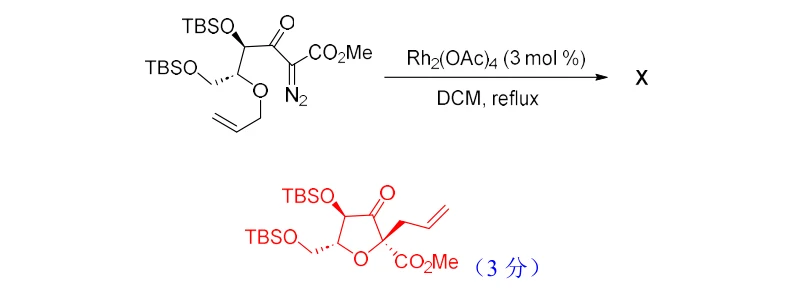 TBSO
O
CO₂Me
TBSO
O
N₂
Rh₂(OAc)₄ (3 mol %)
DCM, reflux
X
TBSO
O
TBSO
O
CO₂Me
(3 分)